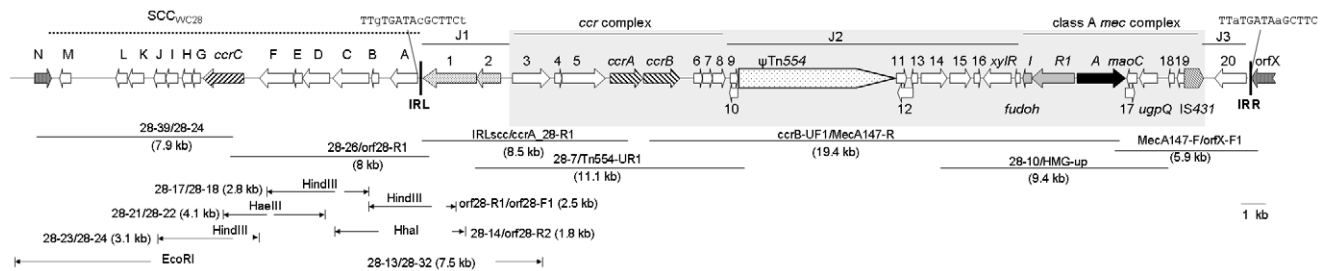 TTgTGATAcGCTTCt ccr complex class A mec complex TTaTGATAaGCTTC
SCCWC28 J1 J2 J3
N M L K J I H G ccrC F E D C B A 1 2 3 4 5 ccrA ccrB 6 7 8 9 ψTn554 11 13 14 15 16 xylR I R1 A maoC 18 19 20 orfX
IRL 10 12 fudoh 17 ugpQ IS431 IRR
28-39/28-24 IRLscc/ccrA_28-R1 ccrB-UF1/MecA147-R MecA147-F/orfX-F1
(7.9 kb) 28-26/orf28-R1 (8.5 kb) (19.4 kb) (5.9 kb)
(8 kb) 28-7/Tn554-UR1 28-10/HMG-up
(11.1 kb) (9.4 kb)
28-17/28-18 (2.8 kb) HindIII
HindIII orf28-R1/orf28-F1 (2.5 kb) 1 kb
28-21/28-22 (4.1 kb) HaeIII
HhaI 28-14/orf28-R2 (1.8 kb)
28-23/28-24 (3.1 kb) HindIII
EcoRI 28-13/28-32 (7.5 kb)